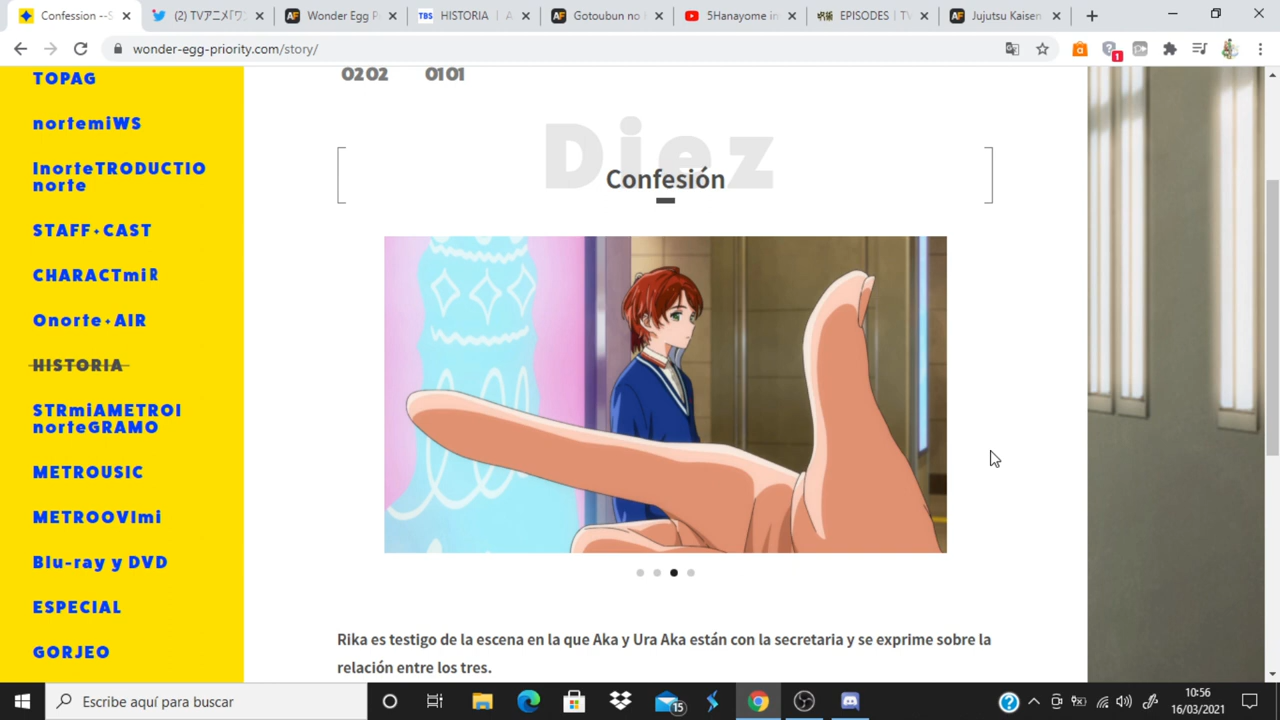 Confession --S
(2) TVアニメ「ワン
Wonder Egg P
HISTORIA | A
Gotoubun no H
5Hanayome in
EPISODES | TV
Jujutsu Kaisen
wonder-egg-priority.com/story/
1
TOPAG
nortemiWS
InorteTRODUCTIO
norte
STAFF+CAST
CHARACTmiR
Onorte+AIR
HISTORIA
STRmiAMETROI
norteGRAMO
METROUSIC
METROOVImi
Blu-ray y DVD
ESPECIAL
GORJEO
0202 0101
Diez
Confesión
Rika es testigo de la escena en la que Aka y Ura Aka están con la secretaria y se exprime sobre la
relación entre los tres.
Escribe aquí para buscar
15
10:56
16/03/2021